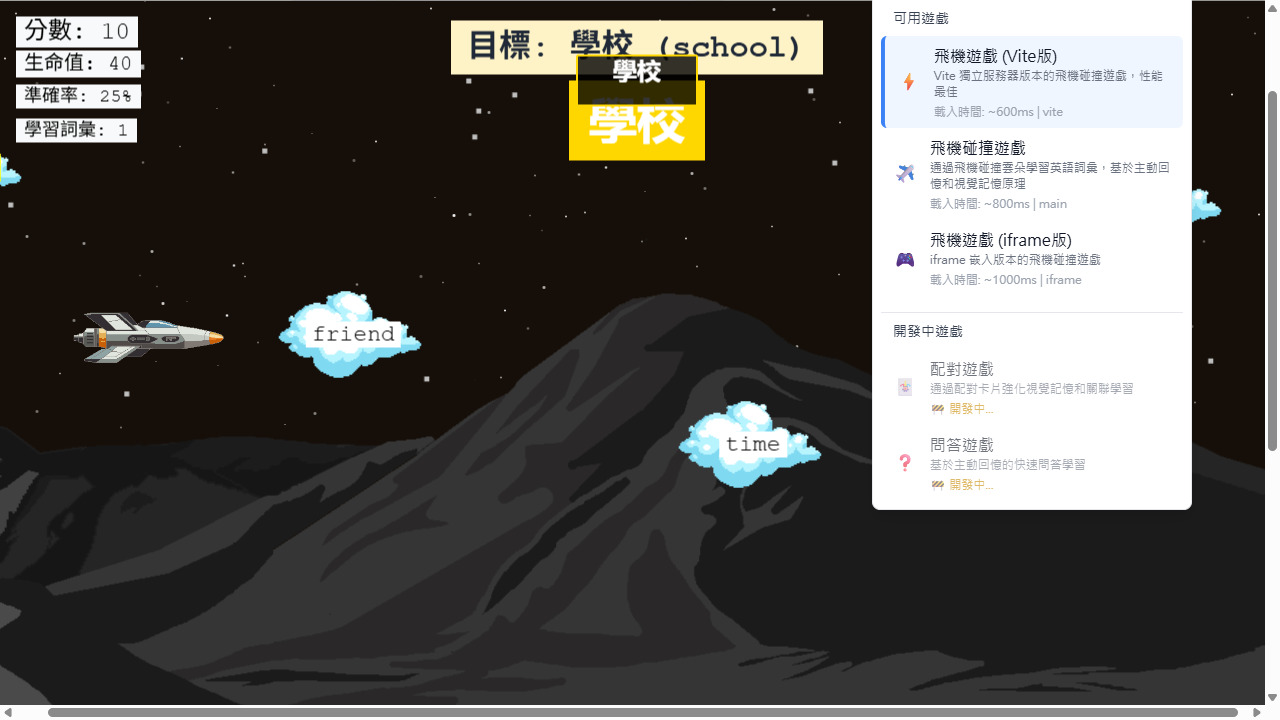 分數: 10
生命值: 40
準確率: 25%
學習詞彙: 1
目標: 學校 (school)
學校
學校
friend
time
可用遊戲
飛機遊戲 (Vite版)
Vite 獨立服務器版本的飛機碰撞遊戲，性能
最佳
載入時間: ~600ms | vite
飛機碰撞遊戲
通過飛機碰撞雲朵學習英語詞彙，基於主動回
憶和視覺記憶原理
載入時間: ~800ms | main
飛機遊戲 (iframe版)
iframe 嵌入版本的飛機碰撞遊戲
載入時間: ~1000ms | iframe
開發中遊戲
配對遊戲
通過配對卡片強化視覺記憶和關聯學習
開發中...
問答遊戲
基於主動回憶的快速問答學習
開發中...